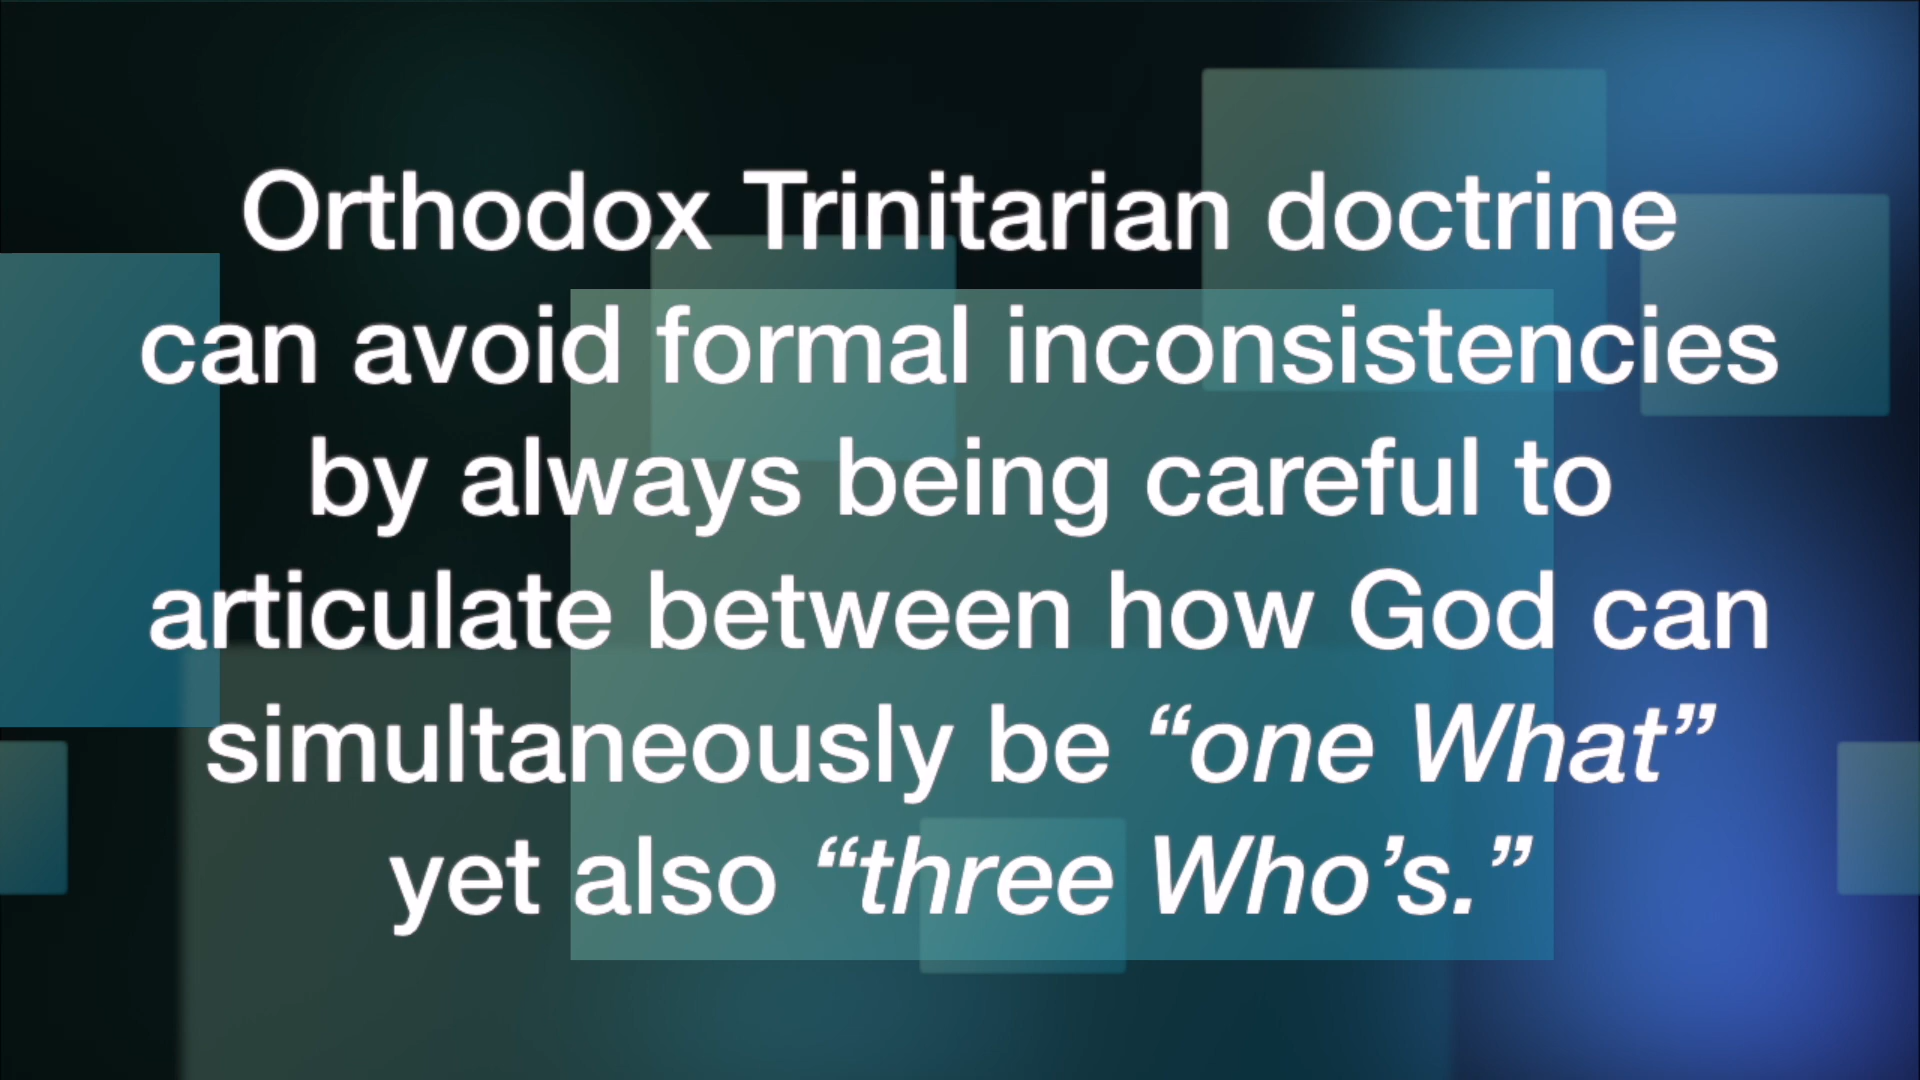 Orthodox Trinitarian doctrine
can avoid formal inconsistencies
by always being careful to
articulate between how God can
simultaneously be “one What”
yet also “three Who’s.”